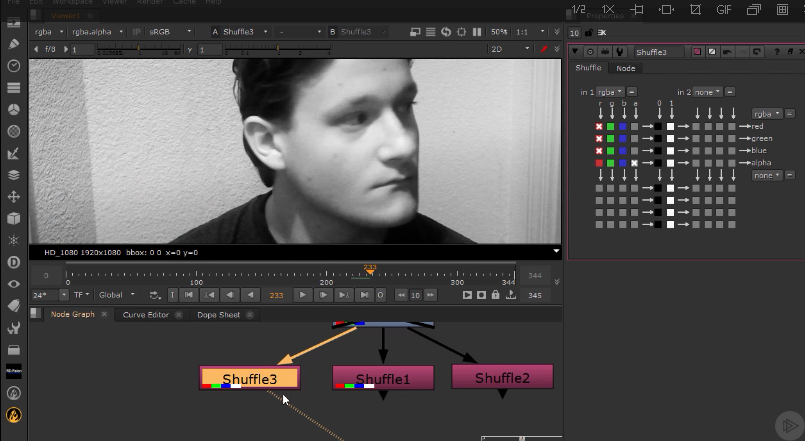 File Edit Workspace Viewer Render Cache Help
1/2 1X GIF
Viewer1
Properties
rgba rgba.alpha IP sRGB A Shuffle3 - B Shuffle3 50% 1:1
10
f/8 1 Y 1 2D
Shuffle3
Shuffle Node
in 1 rgba in 2 none
r g b a 0 1
rgba
red
green
blue
alpha
none
HD_1080 1920x1080 bbox: 0 0 x=0 y=0
233
0 0 100 200 300 344 344
24* TF Global 233 10 345
Node Graph Curve Editor Dope Sheet
Shuffle3 Shuffle1 Shuffle2